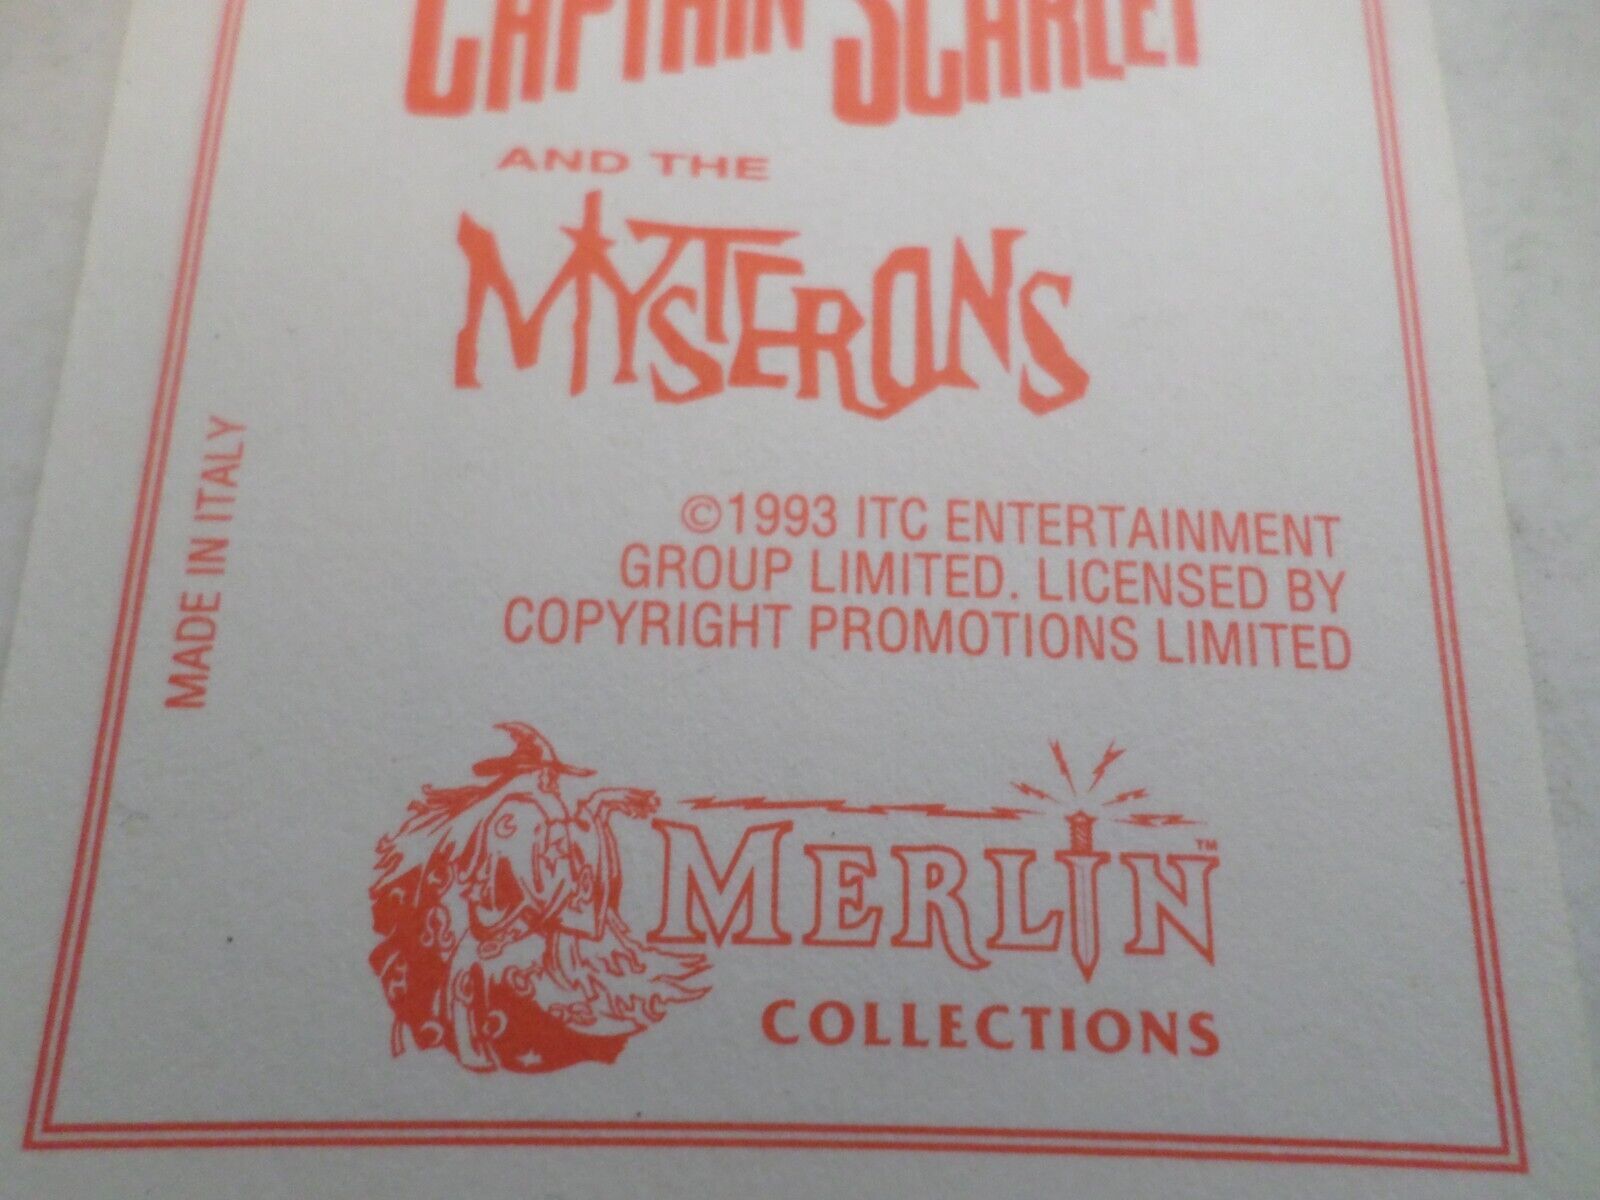 CAPTAIN SCARLET
AND THE
MYSTERONS
©1993 ITC ENTERTAINMENT
GROUP LIMITED. LICENSED BY
COPYRIGHT PROMOTIONS LIMITED
MADE IN ITALY
MERLIN™
COLLECTIONS